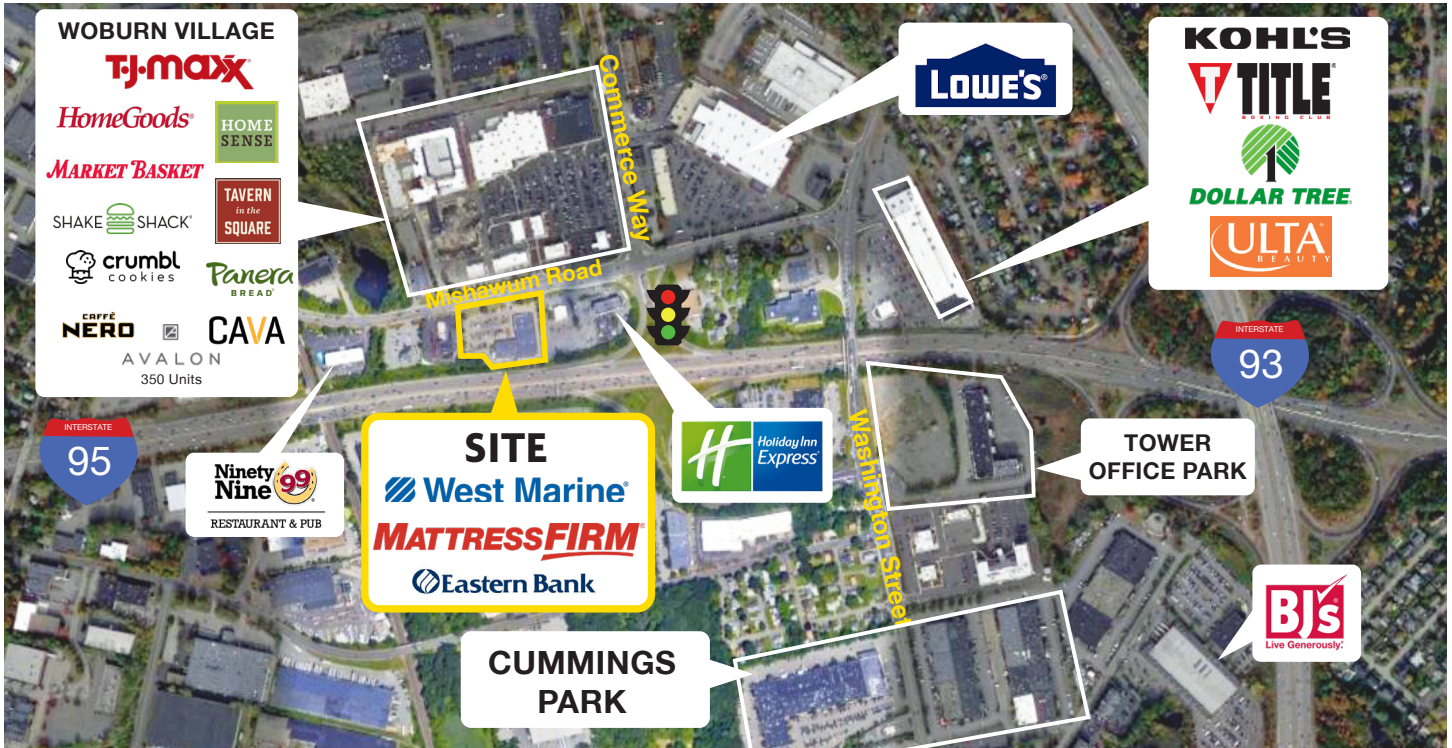 WOBURN VILLAGE
T·J·maxx®
HomeGoods®
HOME
SENSE
MARKET BASKET
TAVERN
in the
SQUARE
SHAKE SHACK®
crumbl
cookies
Panera
BREAD®
CAFFÈ
NERO
CAVA
AVALON
350 Units
Commerce Way
Mishawum Road
Washington Street
LOWE'S®
KOHL'S
TITLE®
BOXING CLUB
DOLLAR TREE®
ULTA®
BEAUTY
INTERSTATE
93
INTERSTATE
95
Ninety
Nine 99®
RESTAURANT & PUB
SITE
West Marine®
MATTRESSFIRM®
Eastern Bank
H Holiday Inn
Express®
TOWER
OFFICE PARK
CUMMINGS
PARK
BJ's
Live Generously.®